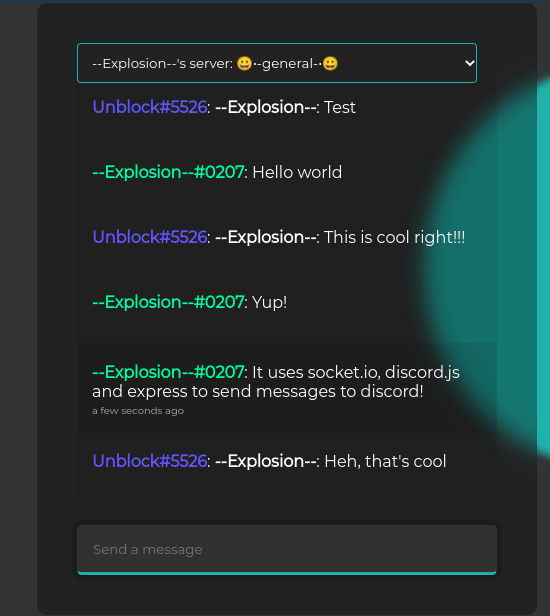 --Explosion--'s server: 😀--general--😀
Unblock#5526: --Explosion--: Test
--Explosion--#0207: Hello world
Unblock#5526: --Explosion--: This is cool right!!!
--Explosion--#0207: Yup!
--Explosion--#0207: It uses socket.io, discord.js
and express to send messages to discord!
a few seconds ago
Unblock#5526: --Explosion--: Heh, that's cool
Send a message